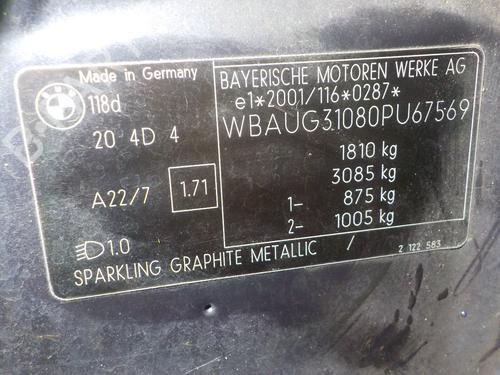 Made in Germany
BMW
118d
20 4D 4
A22/7
1.71
1.0
SPARKLING GRAPHITE METALLIC /
BAYERISCHE MOTOREN WERKE AG
e1*2001/116*0287*
WBAUG31080PU67569
1810 kg
3085 kg
1– 875 kg
2– 1005 kg
2 122 583